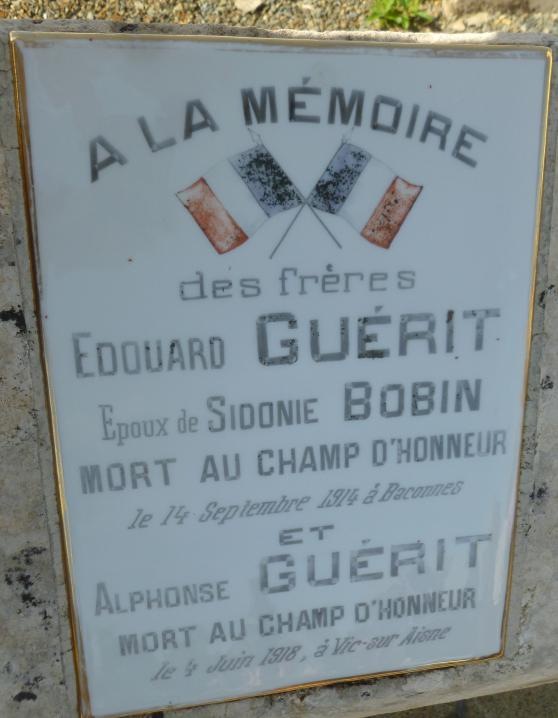 A LA MÉMOIRE
des frères
EDOUARD GUÉRIT
Epoux de SIDONIE BOBIN
MORT AU CHAMP D'HONNEUR
le 14 Septembre 1914 à Baconnes
ET
ALPHONSE GUÉRIT
MORT AU CHAMP D'HONNEUR
le 4 Juin 1918, à Vic-sur Aisne